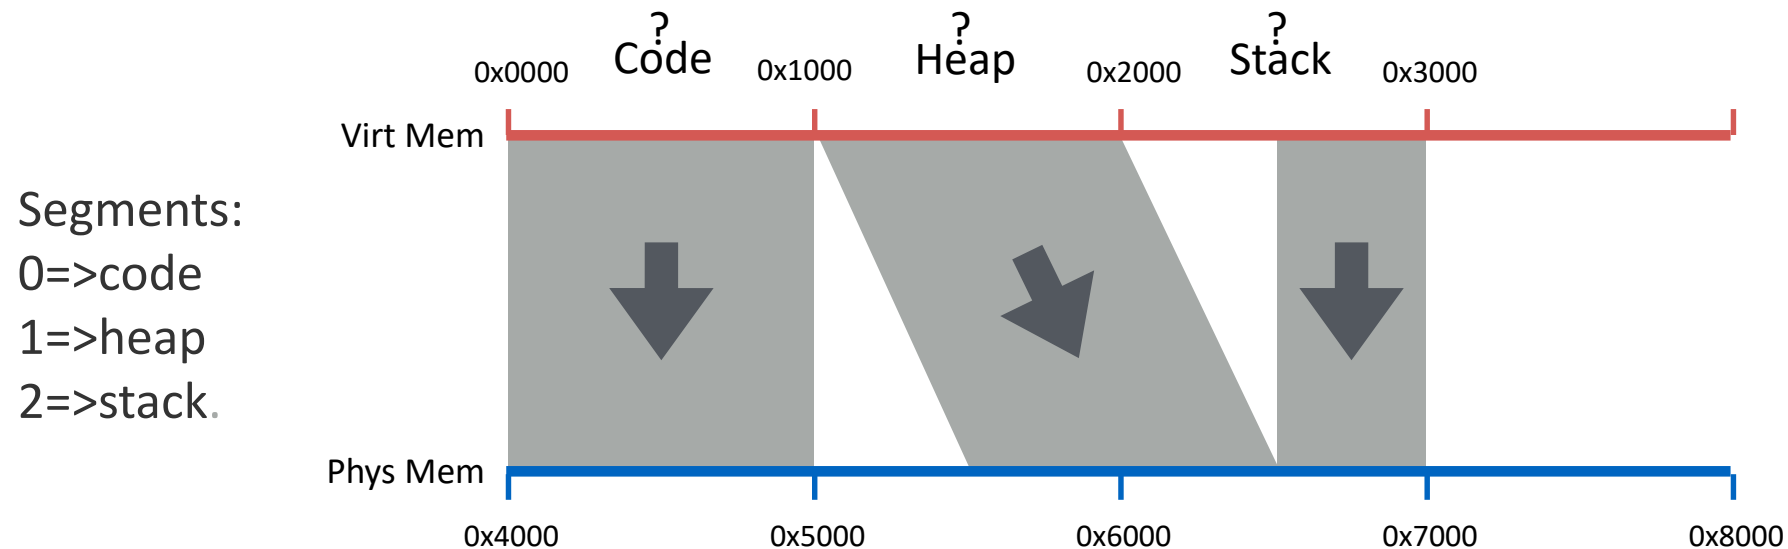 ? ? ?
Code Heap Stack
0x0000 0x1000 0x2000 0x3000
Virt Mem
Segments:
0=>code
1=>heap
2=>stack.
Phys Mem
0x4000 0x5000 0x6000 0x7000 0x8000